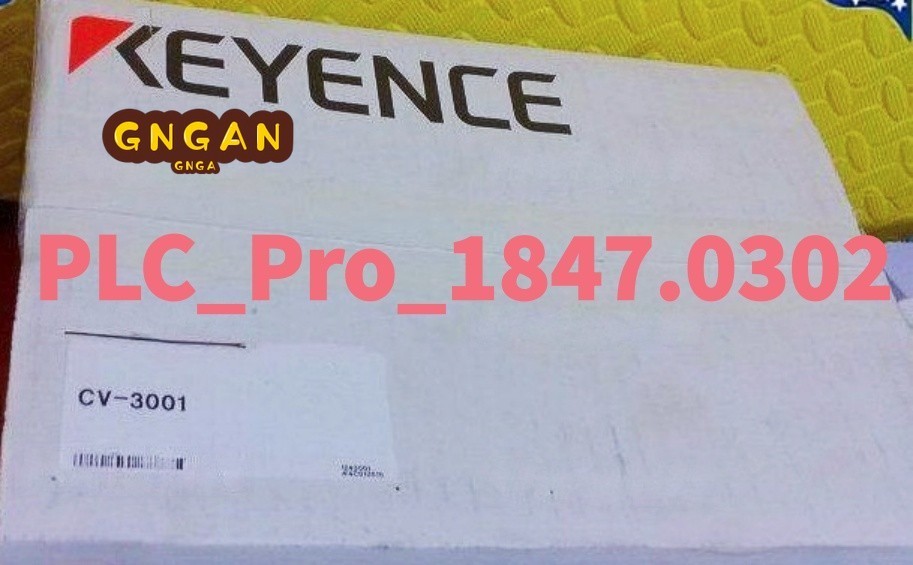 KEYENCE
GNGAN
GNGA
PLC_Pro_1847.0302
CV-3001